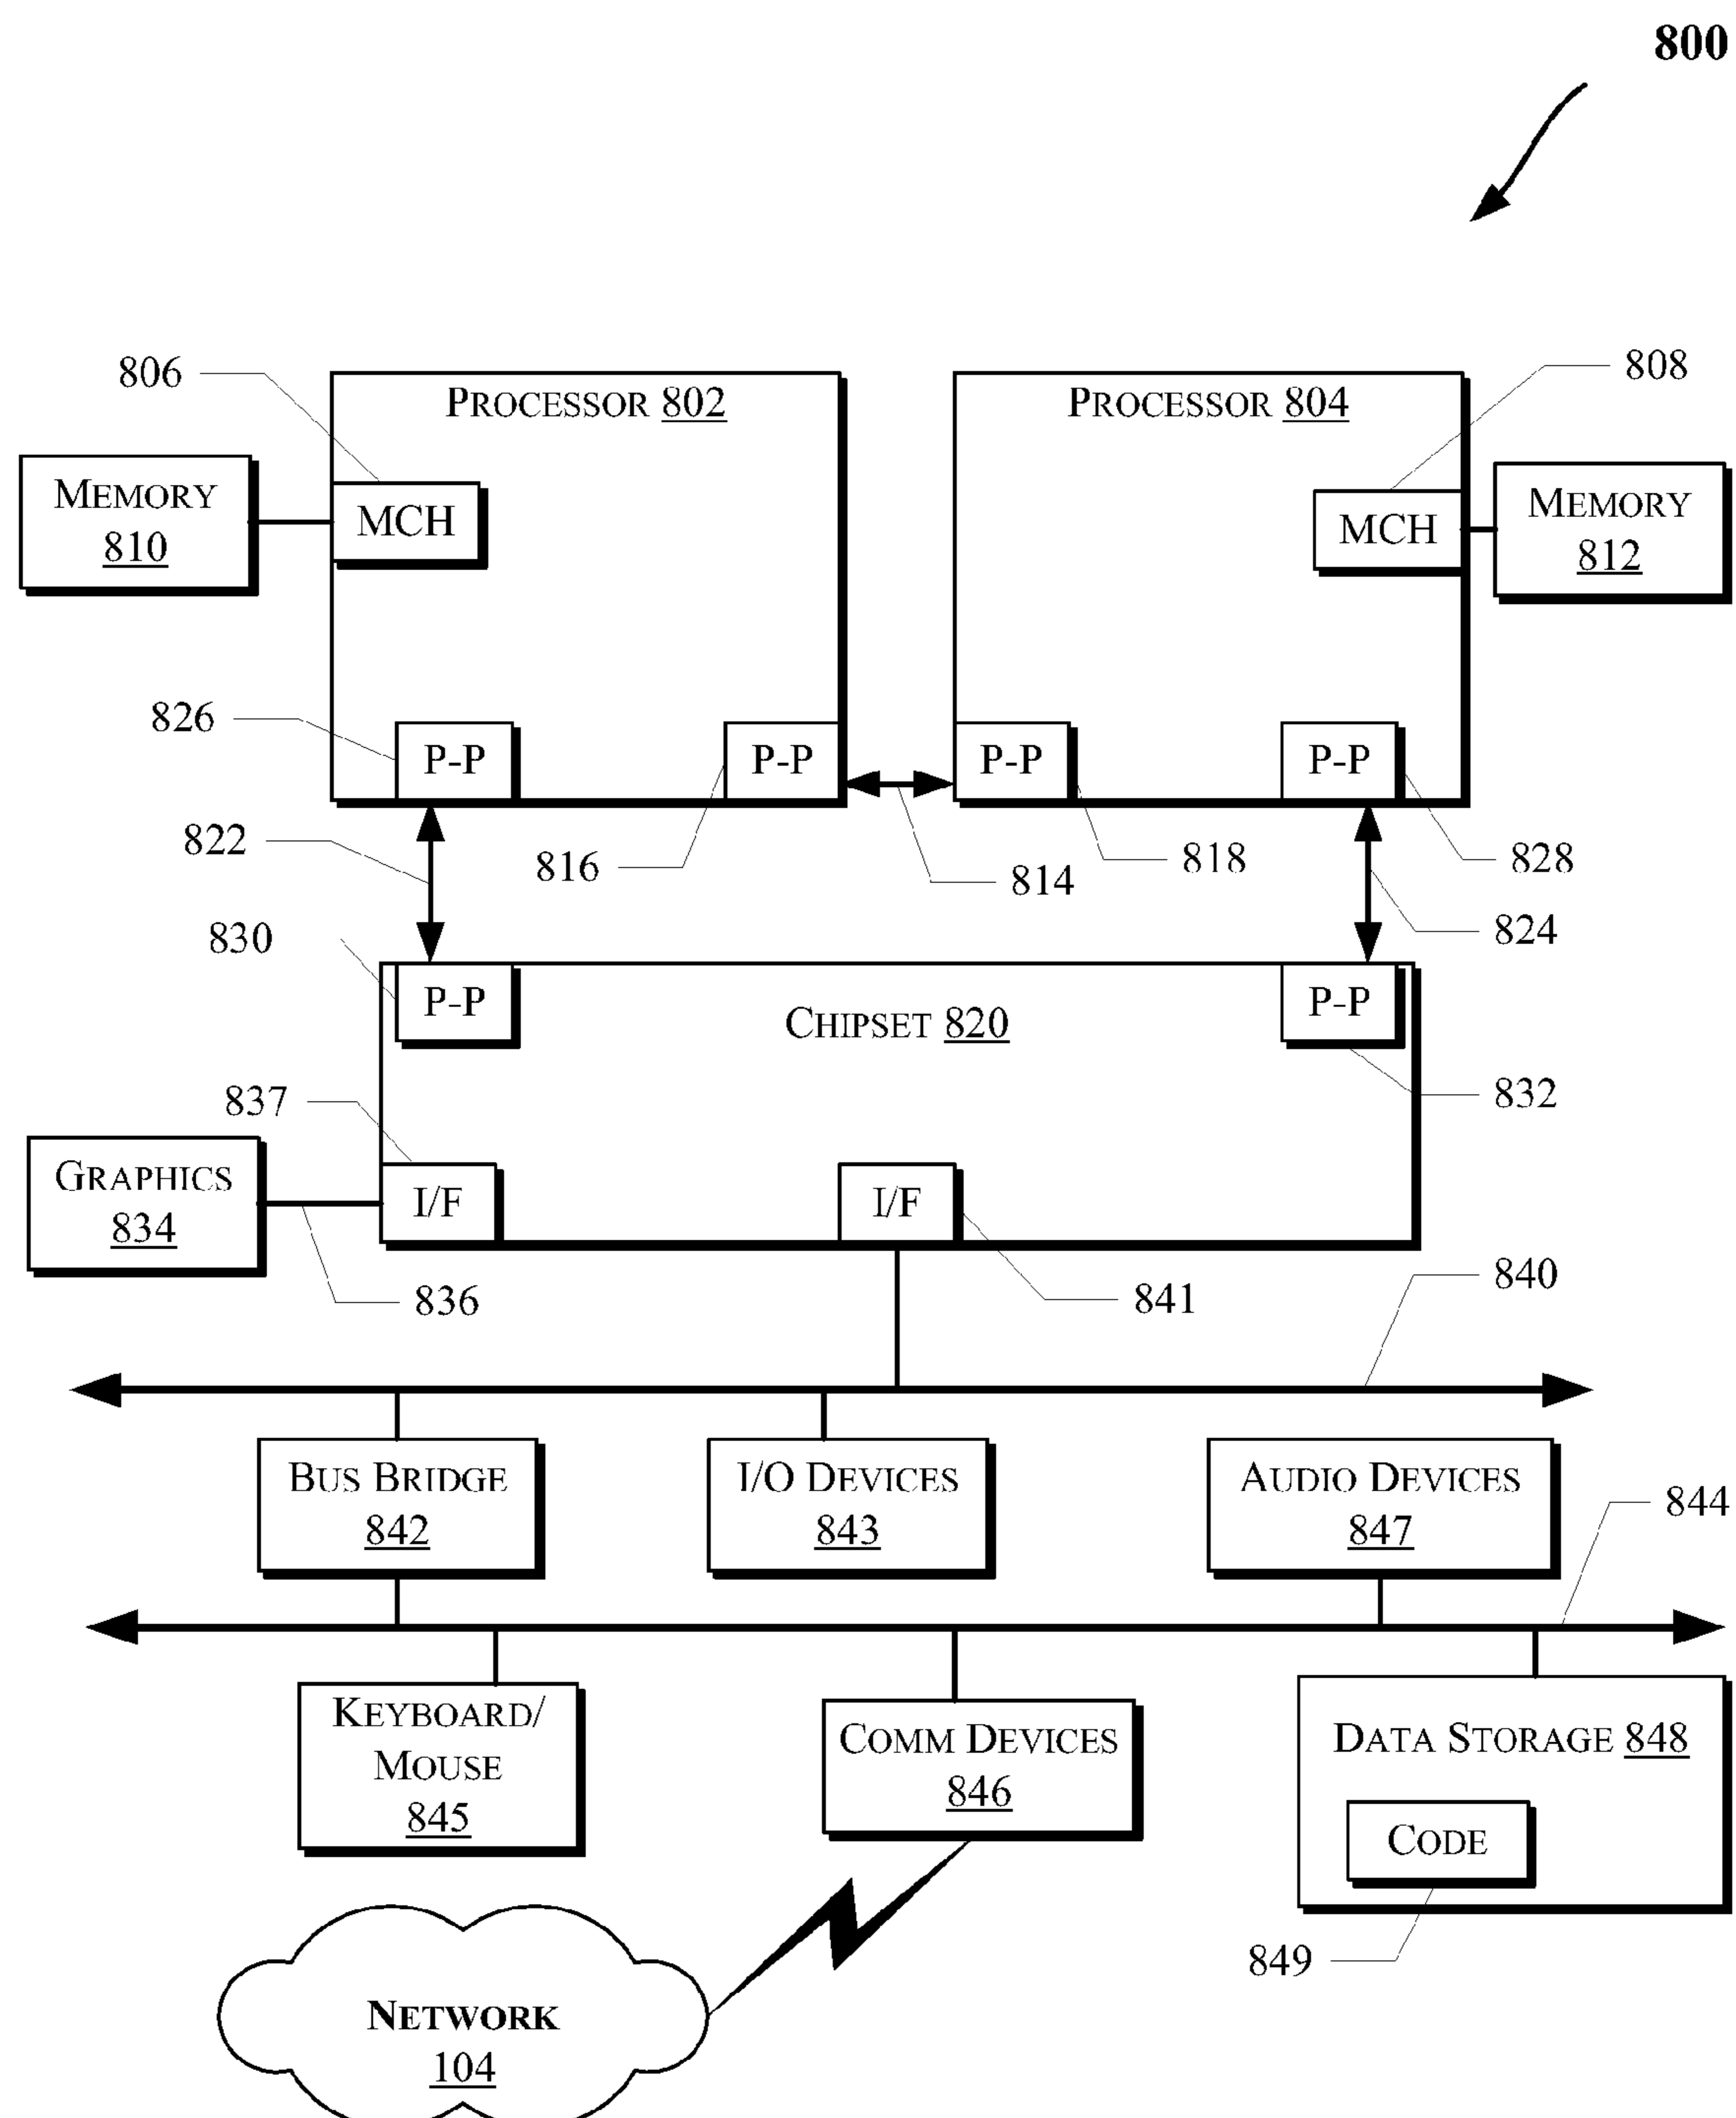 800
806
PROCESSOR 802
PROCESSOR 804
808
MEMORY
810
MCH
MCH
MEMORY
812
826
P-P
P-P
P-P
P-P
822
816
814
818
828
824
830
P-P
CHIPSET 820
P-P
837
832
GRAPHICS
834
I/F
I/F
836
841
840
BUS BRIDGE
842
I/O DEVICES
843
AUDIO DEVICES
847
844
KEYBOARD/
MOUSE
845
COMM DEVICES
846
DATA STORAGE 848
CODE
849
NETWORK
104